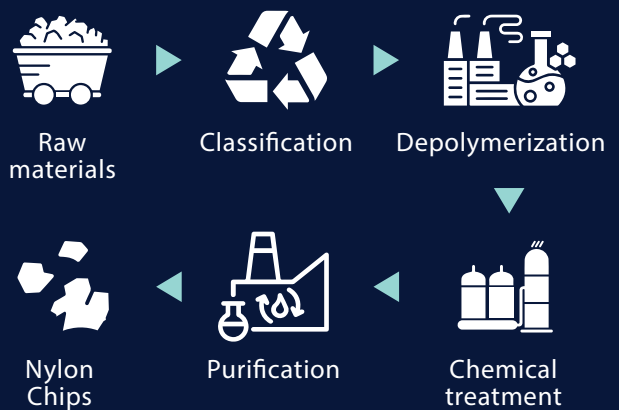 Raw
materials
Classification
Depolymerization
Nylon
Chips
Purification
Chemical
treatment